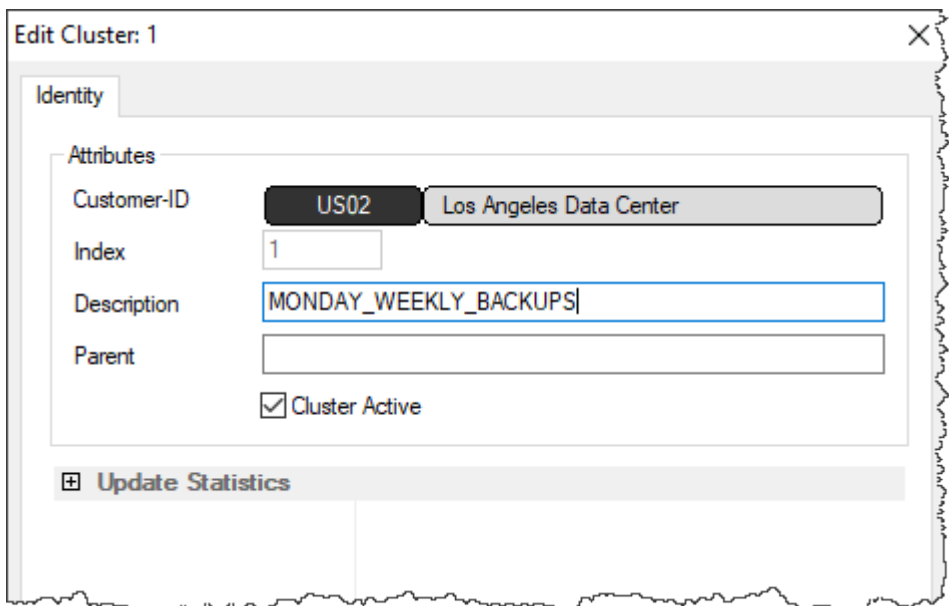 Edit Cluster: 1
Identity
Attributes
Customer-ID US02 Los Angeles Data Center
Index 1
Description MONDAY_WEEKLY_BACKUPS
Parent
Cluster Active
Update Statistics